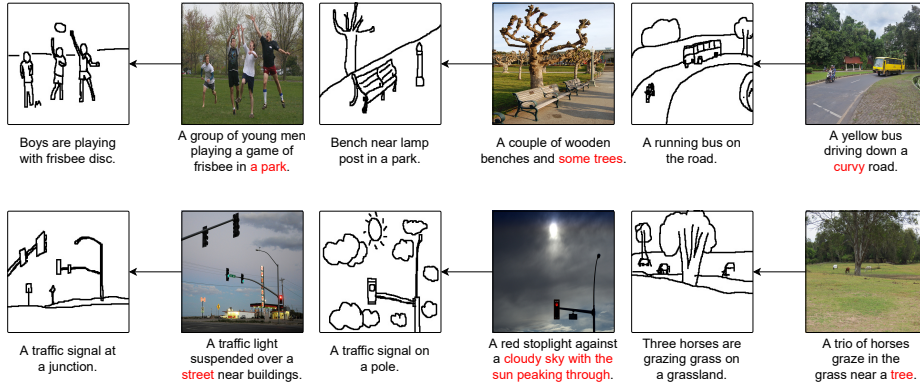 Boys are playing
with frisbee disc.
A group of young men
playing a game of
frisbee in a park.
Bench near lamp
post in a park.
A couple of wooden
benches and some trees.
A running bus on
the road.
A yellow bus
driving down a
curvy road.
A traffic signal at
a junction.
A traffic light
suspended over a
street near buildings.
A traffic signal on
a pole.
A red stoplight against
a cloudy sky with the
sun peaking through.
Three horses are
grazing grass on
a grassland.
A trio of horses
graze in the
grass near a tree.